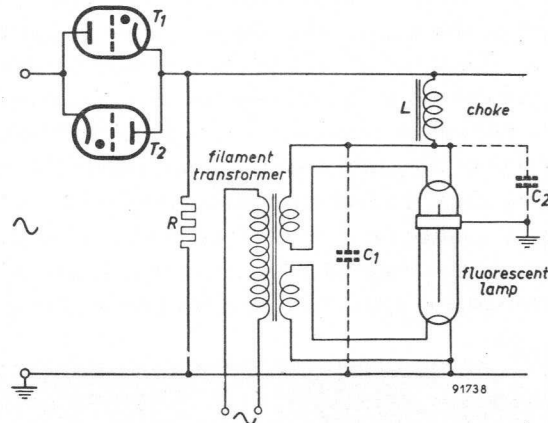 T1
T2
L
choke
filament
transformer
C2
R
C1
fluorescent
lamp
91738